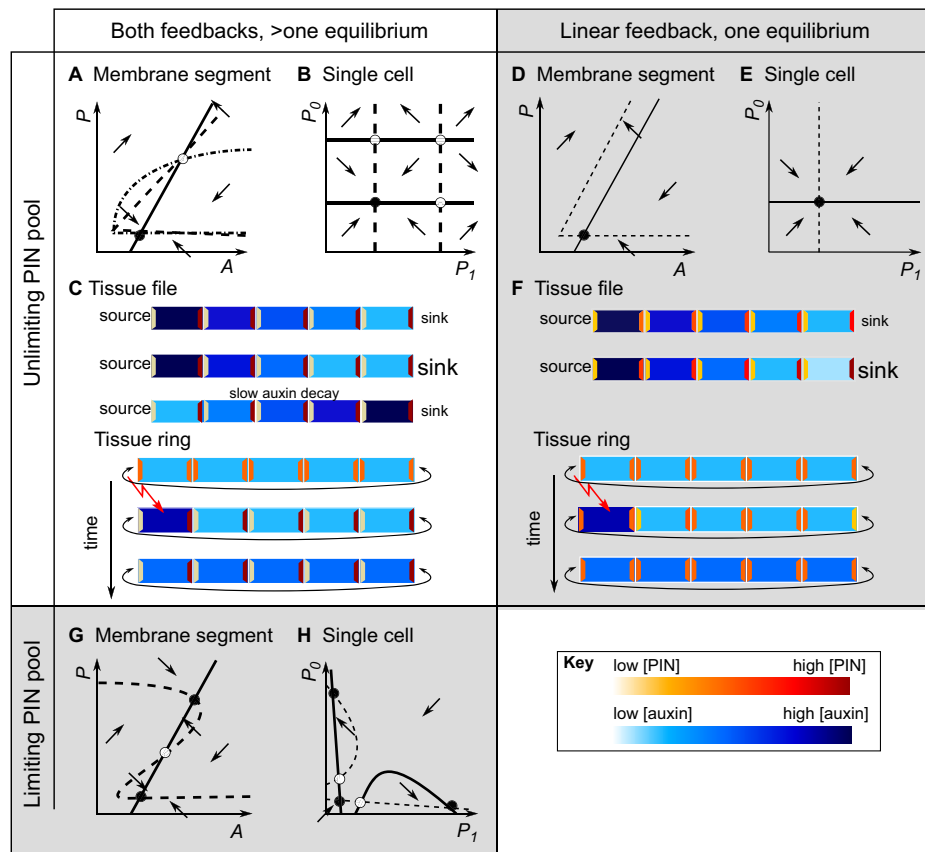 Both feedbacks, >one equilibrium
Linear feedback, one equilibrium
Unlimiting PIN pool
A Membrane segment
B Single cell
D Membrane segment
E Single cell
P
A
P0
P1
P
A
P0
P1
C Tissue file
source
sink
source
sink
slow auxin decay
source
sink
Tissue ring
time
F Tissue file
source
sink
source
sink
Tissue ring
time
Limiting PIN pool
G Membrane segment
H Single cell
P
A
P0
P1
Key
low [PIN]
high [PIN]
low [auxin]
high [auxin]